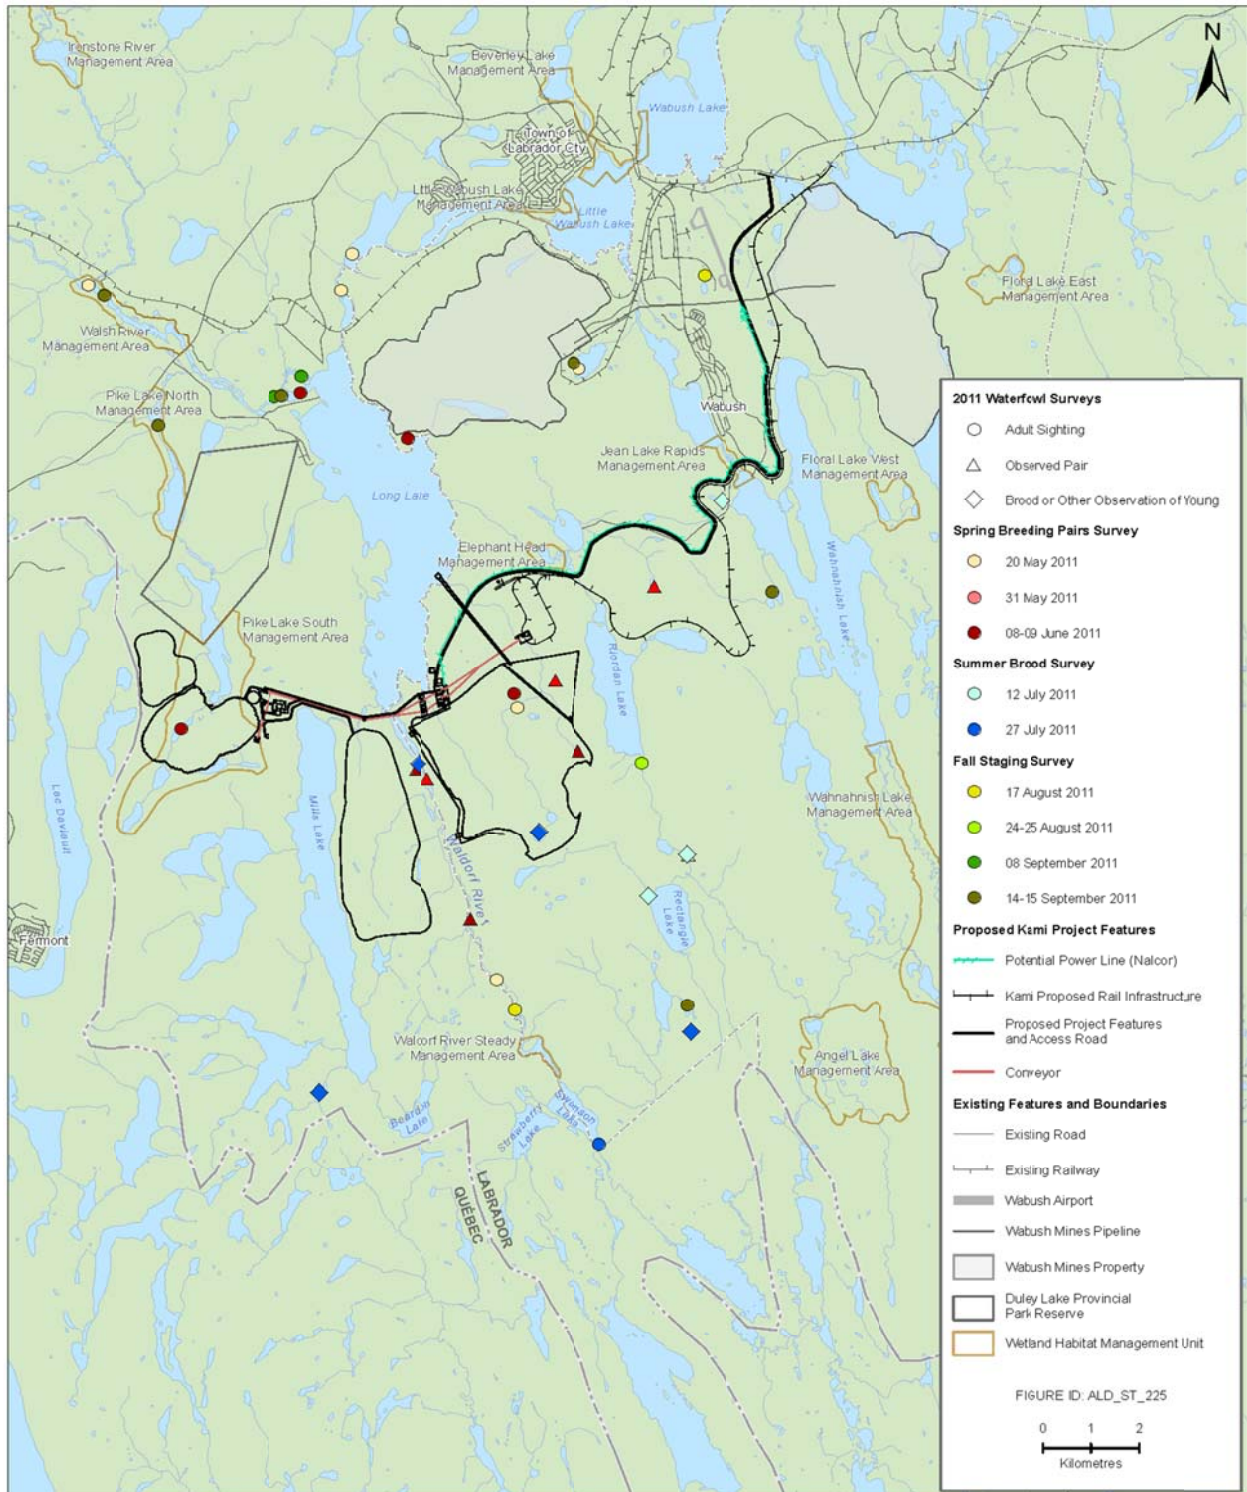 Ironstone River
Management Area
Beverley Lake
Management Area
N
Wabush Lake
Town of
Labrador Cty
Little Wabush Lake
Management Area
Little
Wabush Lake
Flora Lake East
Management Area
Walsh River
Management Area
Pike Lake North
Management Area
Wabush
Jean Lake Rapids
Management Area
Floral Lake West
Management Area
Long Lake
Elephant Head
Management Area
Wahnahnish Lake
Pike Lake South
Management Area
Riordan Lake
Lac Daviault
Mills Lake
Wahnahnish Lake
Management Area
Waldorf River
Rectangle
Lake
Fermont
Waldorf River Steady
Management Area
Angel Lake
Management Area
Beardin
Lake
Strawberry
Lake
Swanson
Lake
LABRADOR
QUÉBEC
2011 Waterfowl Surveys
Adult Sighting
Observed Pair
Brood or Other Observation of Young
Spring Breeding Pairs Survey
20 May 2011
31 May 2011
08-09 June 2011
Summer Brood Survey
12 July 2011
27 July 2011
Fall Staging Survey
17 August 2011
24-25 August 2011
08 September 2011
14-15 September 2011
Proposed Kami Project Features
Potential Power Line (Nalcor)
Kami Proposed Rail Infrastructure
Proposed Project Features
and Access Road
Conveyor
Existing Features and Boundaries
Existing Road
Existing Railway
Wabush Airport
Wabush Mines Pipeline
Wabush Mines Property
Duley Lake Provincial
Park Reserve
Wetland Habitat Management Unit
FIGURE ID: ALD_ST_225
0 1 2
Kilometres